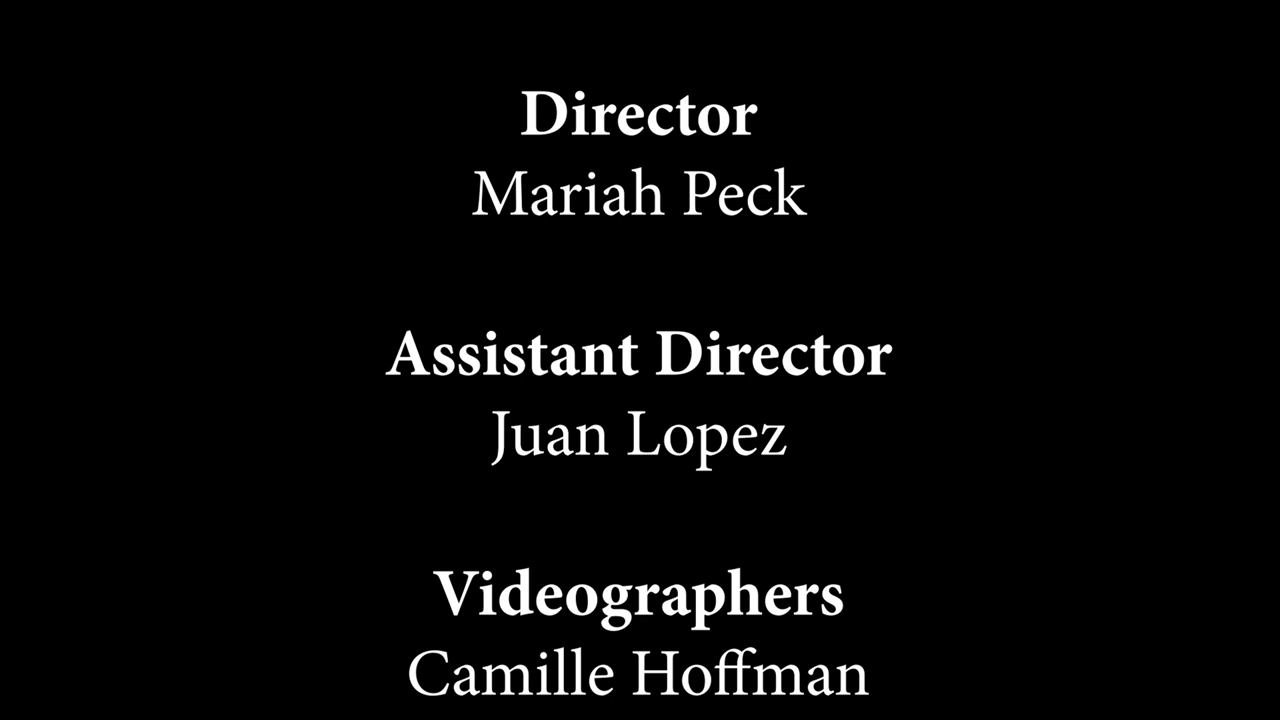 Director
Mariah Peck
Assistant Director
Juan Lopez
Videographers
Camille Hoffman